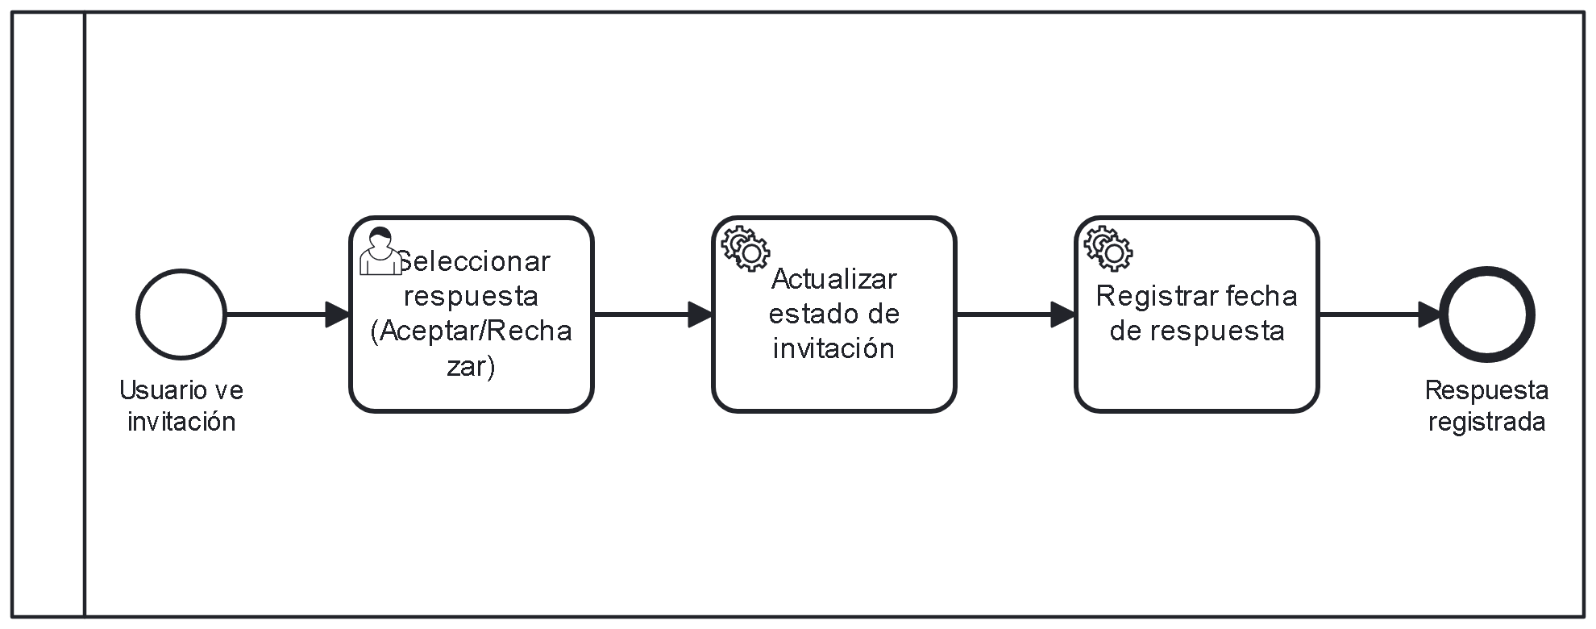 Usuario ve
invitación
Seleccionar
respuesta
(Aceptar/Recha
zar)
Actualizar
estado de
invitación
Registrar fecha
de respuesta
Respuesta
registrada